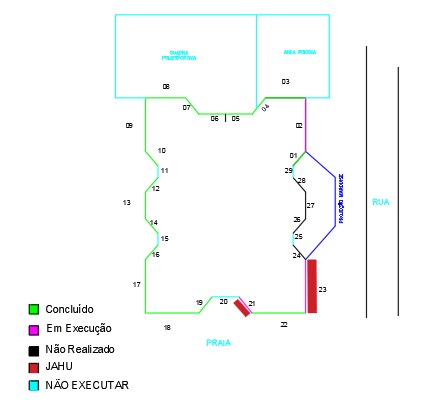 QUADRA
POLIESPORTIVA
AREA PISCINA
08
03
07
04
06
05
09
02
10
01
11
29
28
12
13
27
PROJEÇÃO MARQUISE
RUA
14
26
15
25
16
24
17
23
19
20
21
18
22
PRAIA
Concluído
Em Execução
Não Realizado
JAHU
NÃO EXECUTAR